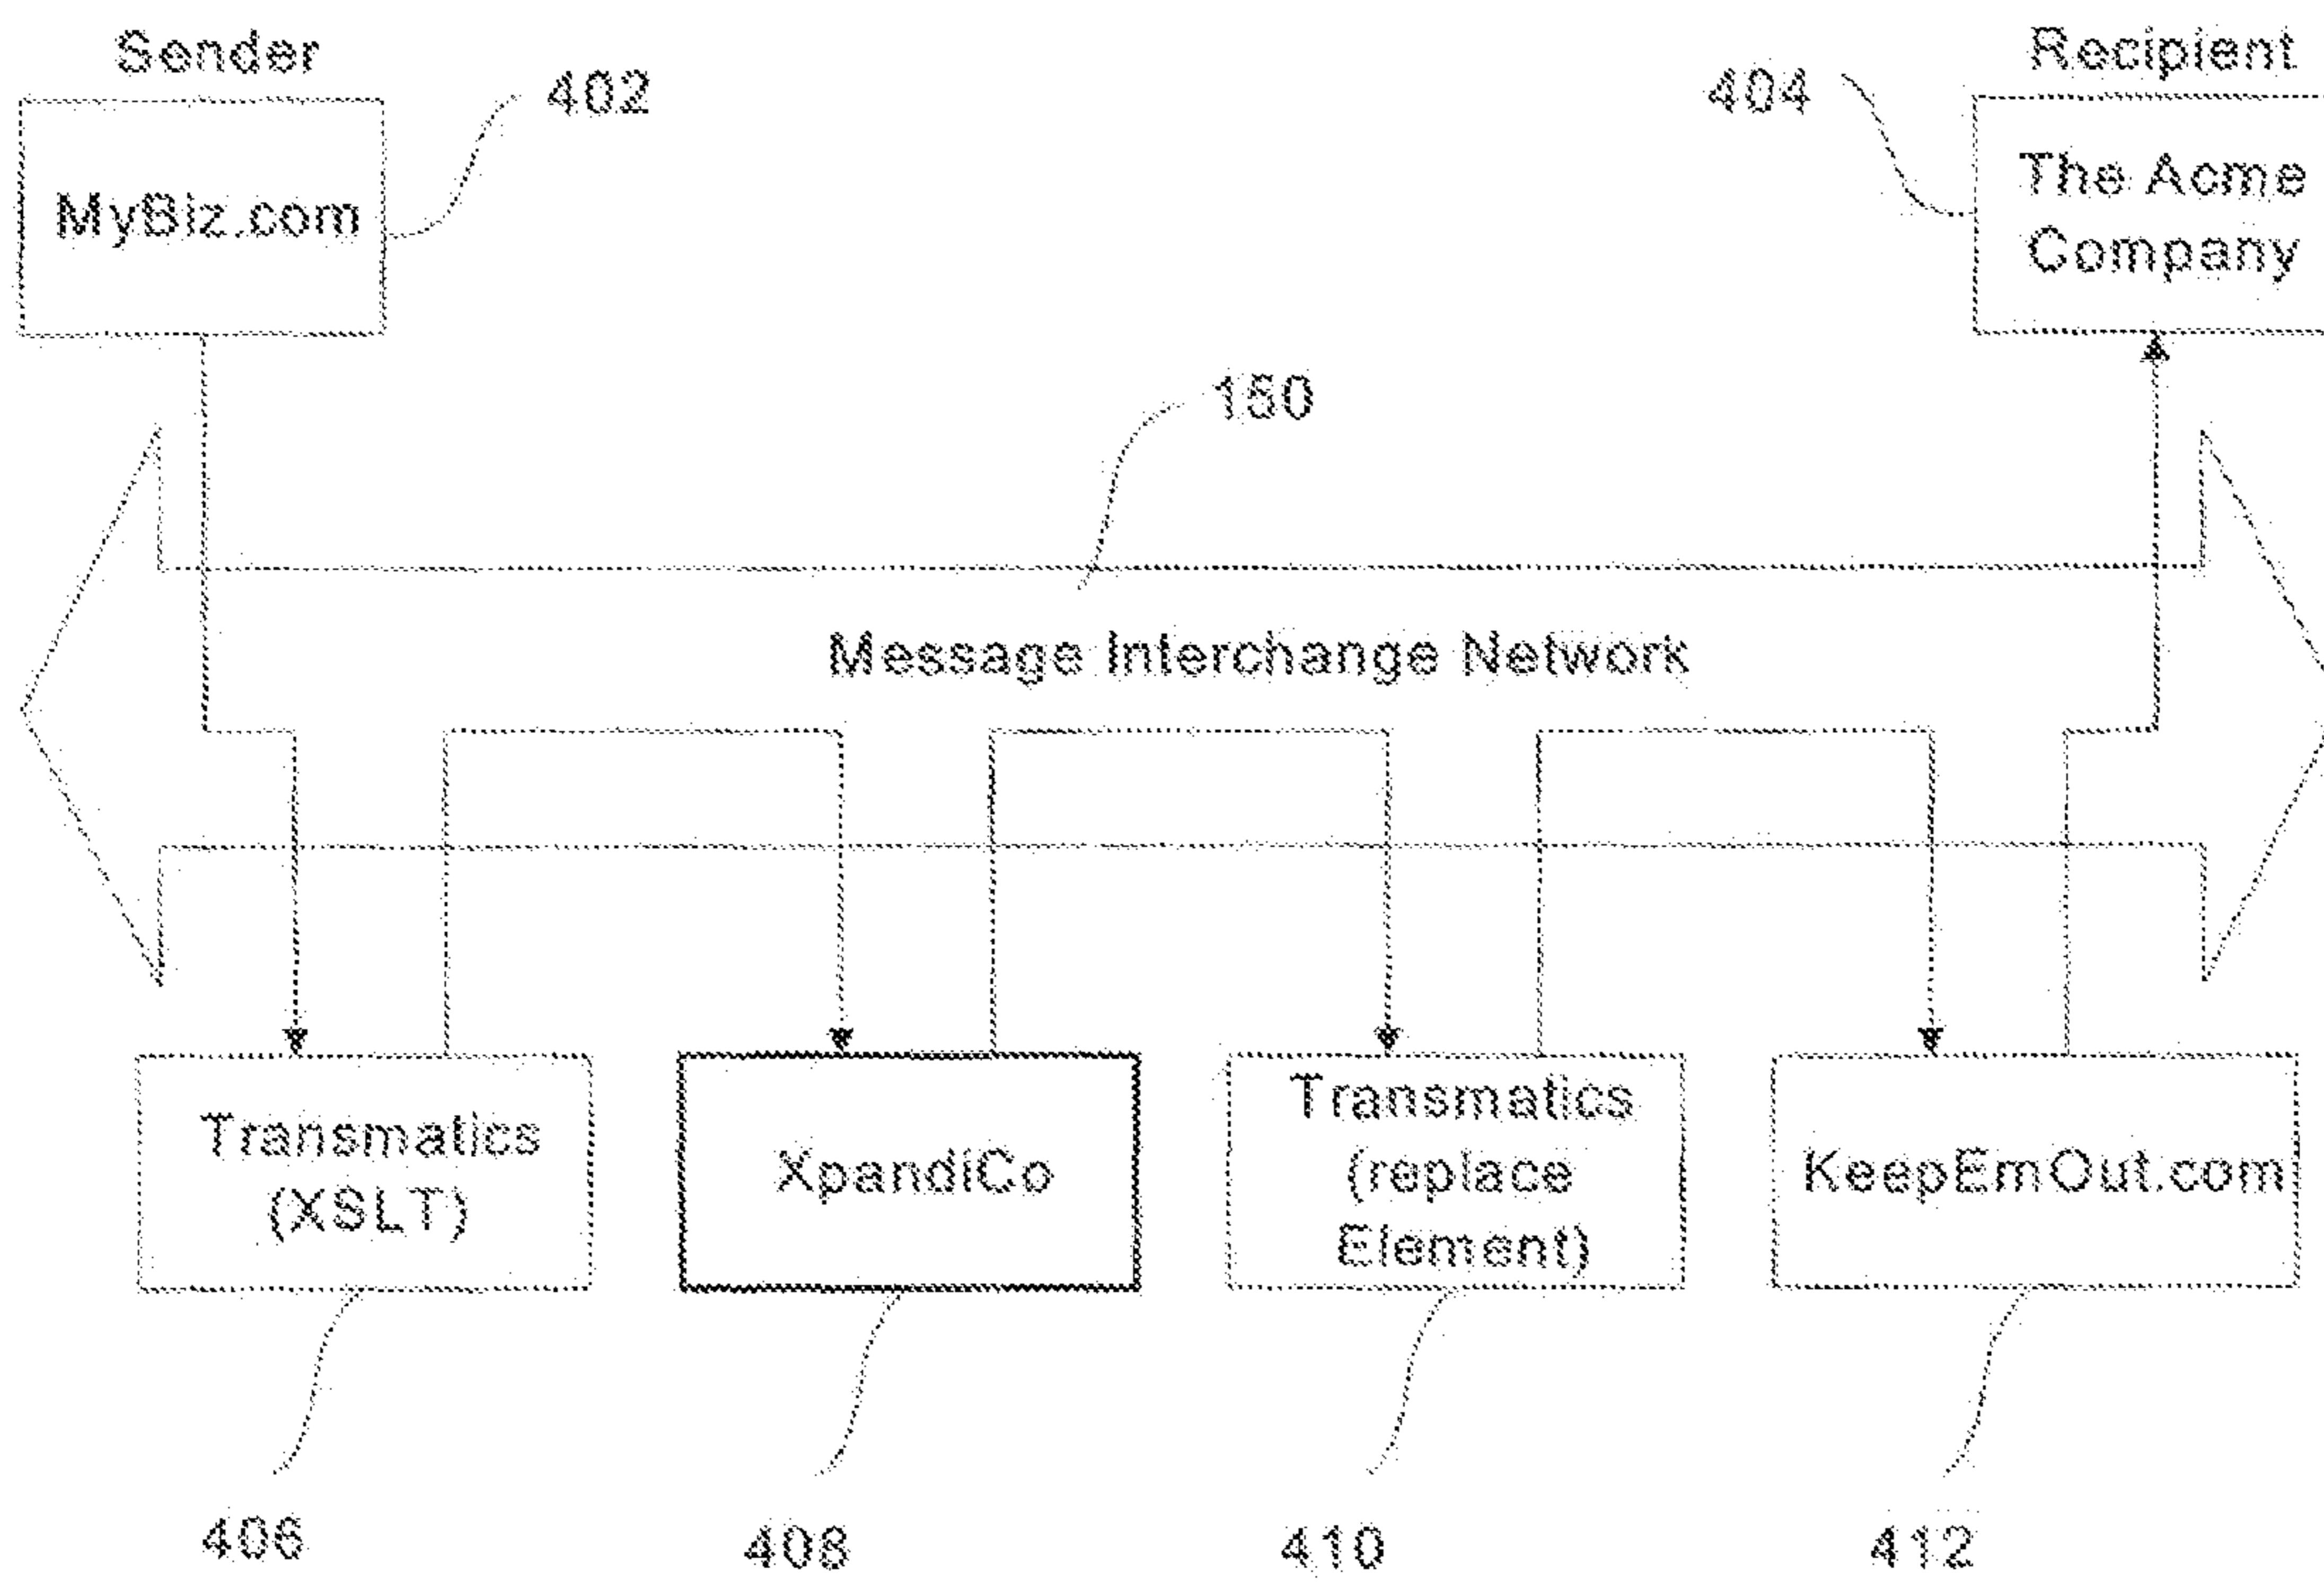 Sender
402
MyBiz.com
404
Recipient
The Acme
Company
150
Message Interchange Network
Transmatics
(XSLT)
XpandiCo
Transmatics
(replace
Element)
KeepEmOut.com
406
408
410
412